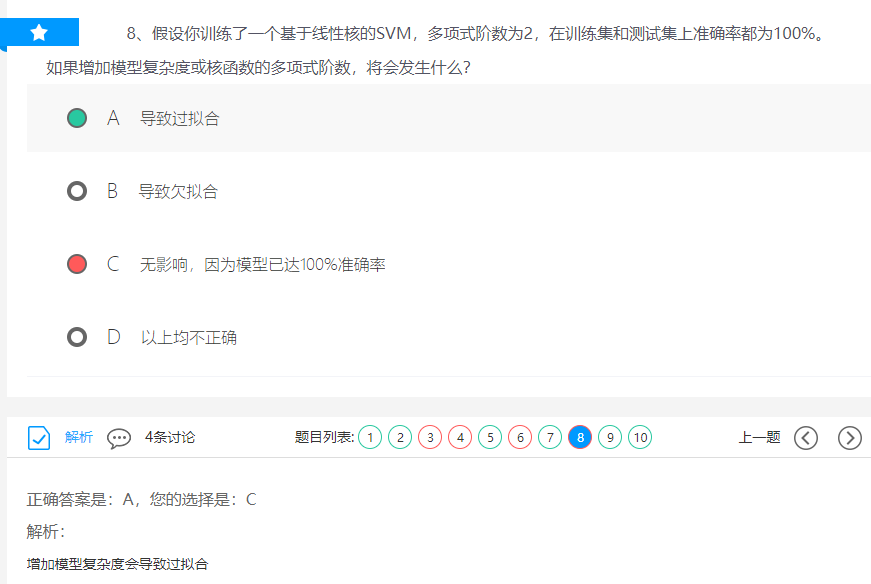 8、假设你训练了一个基于线性核的SVM，多项式阶数为2，在训练集和测试集上准确率都为100%。
如果增加模型复杂度或核函数的多项式阶数，将会发生什么？
A 导致过拟合
B 导致欠拟合
C 无影响，因为模型已达100%准确率
D 以上均不正确
解析 4条讨论 题目列表: 1 2 3 4 5 6 7 8 9 10 上一题
正确答案是：A，您的选择是：C
解析：
增加模型复杂度会导致过拟合